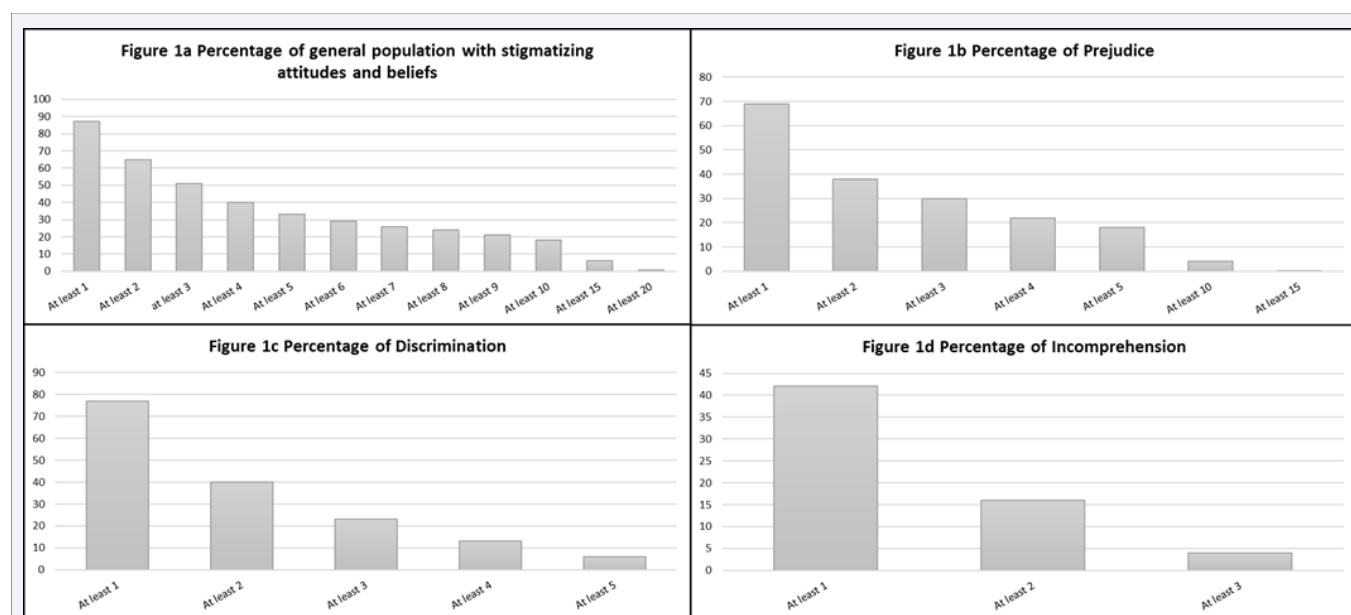 Figure 1a Percentage of general population with stigmatizing
attitudes and beliefs
100
90
80
70
60
50
40
30
20
10
0
At least 1
At least 2
at least 3
At least 4
At least 5
At least 6
At least 7
At least 8
At least 9
At least 10
At least 15
At least 20
Figure 1b Percentage of Prejudice
80
70
60
50
40
30
20
10
0
At least 1
At least 2
At least 3
At least 4
At least 5
At least 10
At least 15
Figure 1c Percentage of Discrimination
90
80
70
60
50
40
30
20
10
0
At least 1
At least 2
At least 3
At least 4
At least 5
Figure 1d Percentage of Incomprehension
45
40
35
30
25
20
15
10
5
0
At least 1
At least 2
At least 3